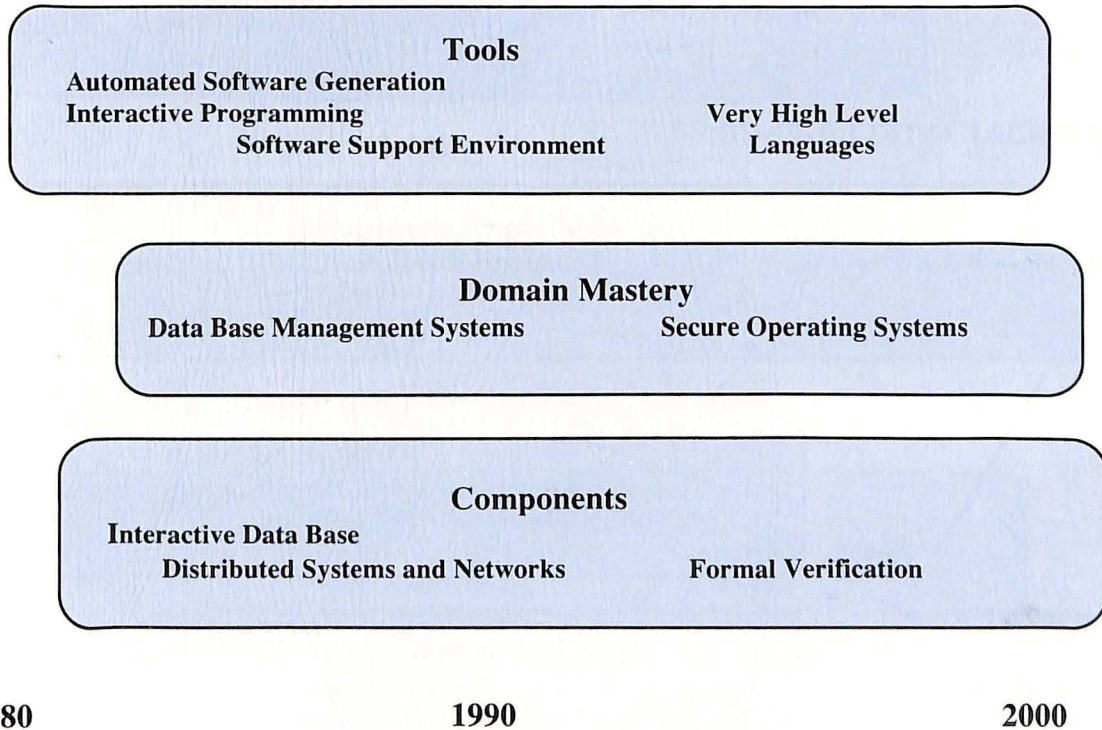 Tools
Automated Software Generation
Interactive Programming
Very High Level
Software Support Environment
Languages
Domain Mastery
Data Base Management Systems
Secure Operating Systems
Components
Interactive Data Base
Distributed Systems and Networks
Formal Verification
80
1990
2000